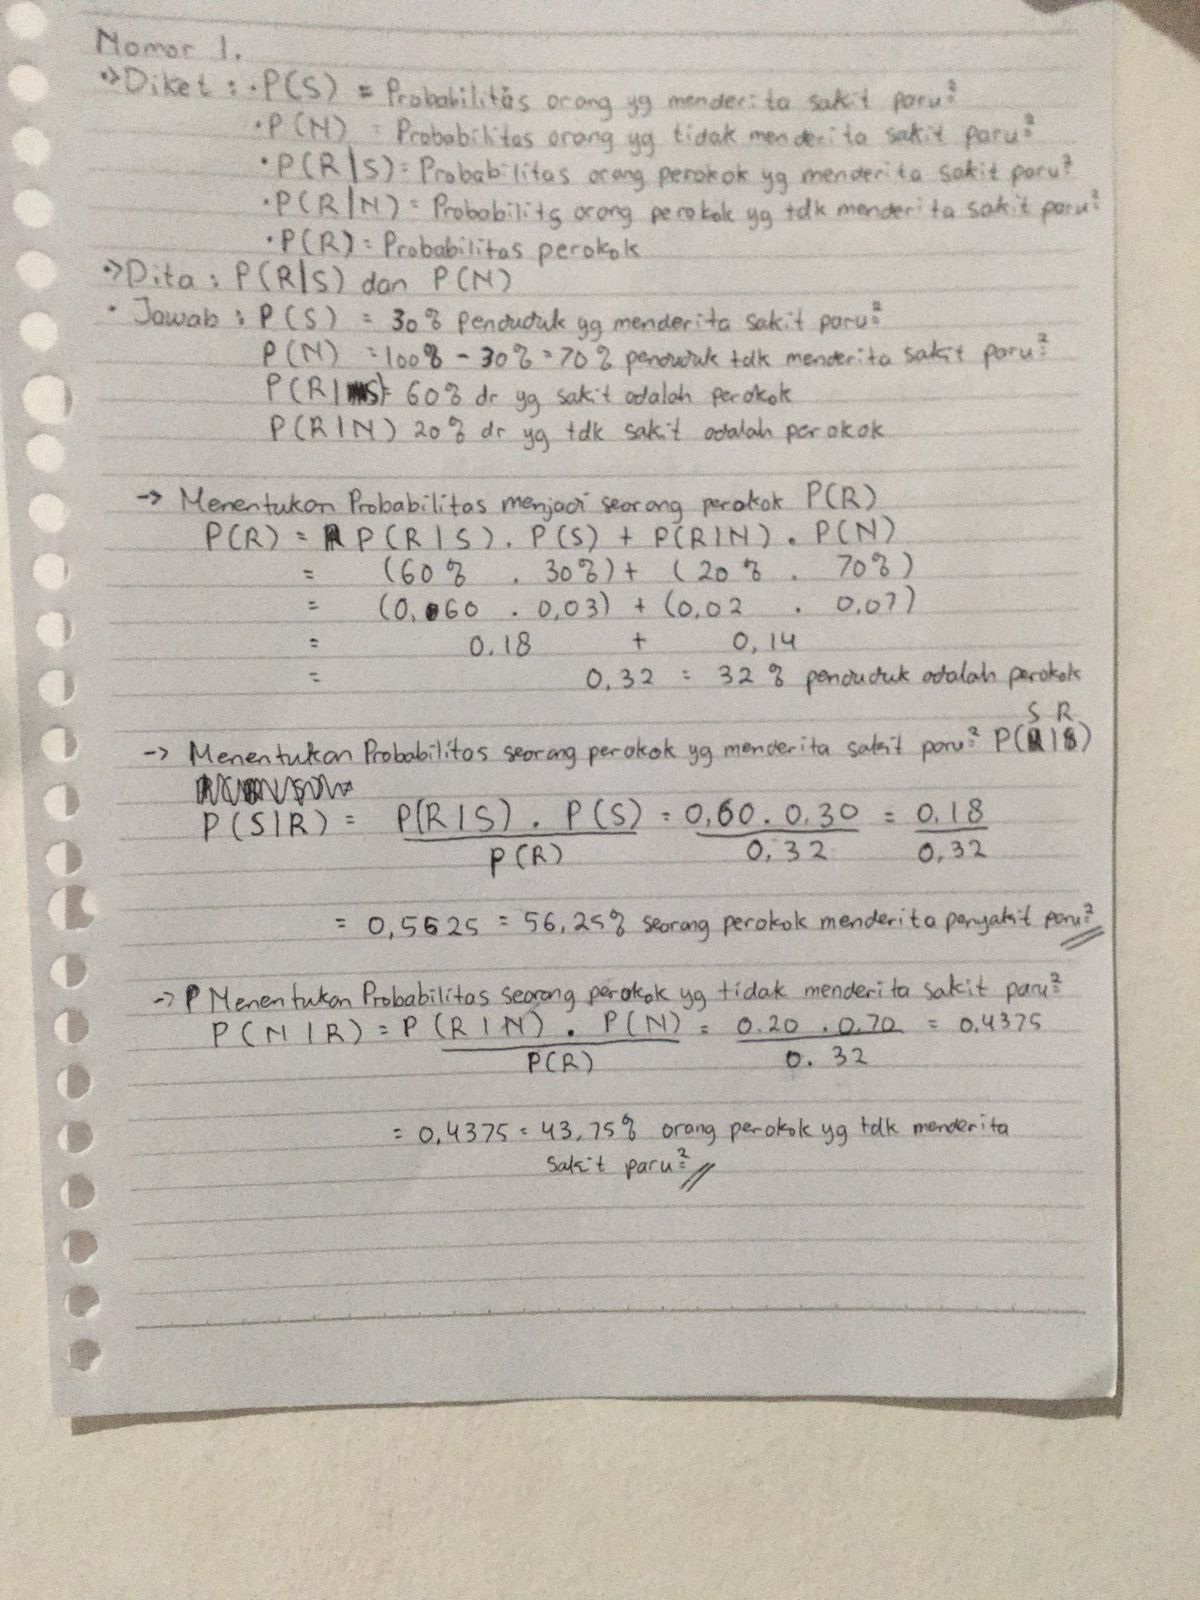 Nomor 1.
→ Diket : • P(S) = Probabilitas orang yg menderita sakit paru²
• P(N) = Probabilitas orang yg tidak menderita sakit paru²
• P(R|S) = Probabilitas orang perokok yg menderita sakit paru²
• P(R|N) = Probabilits orang perokok yg tdk menderita sakit paru²
• P(R) = Probabilitas perokok
→ Dita : P(R|S) dan P(N)
• Jawab : P(S) = 30% penduduk yg menderita sakit paru²
P(N) = 100% - 30% = 70% penduduk tdk menderita sakit paru²
P(R|S) = 60% dr yg sakit adalah perokok
P(R|N) 20% dr yg tdk sakit adalah perokok
→ Menentukan Probabilitas menjadi seorang perokok P(R)
P(R) = P(R|S) . P(S) + P(R|N) . P(N)
= (60% . 30%) + (20% . 70%)
= (0,60 . 0,03) + (0,02 . 0,07)
= 0.18 + 0,14
= 0,32 = 32% penduduk adalah perokok
→ Menentukan Probabilitas seorang perokok yg menderita sakit paru² P(S|R)
P(S|R) = P(R|S) . P(S) = 0,60 . 0,30 = 0,18
P(R) 0,32 0,32
= 0,5625 = 56,25% seorang perokok menderita penyakit paru²
→ Menentukan Probabilitas seorang perokok yg tidak menderita sakit paru²
P(N|R) = P(R|N) . P(N) = 0.20 . 0,70 = 0,4375
P(R) 0.32
= 0,4375 = 43,75% orang perokok yg tdk menderita
sakit paru²